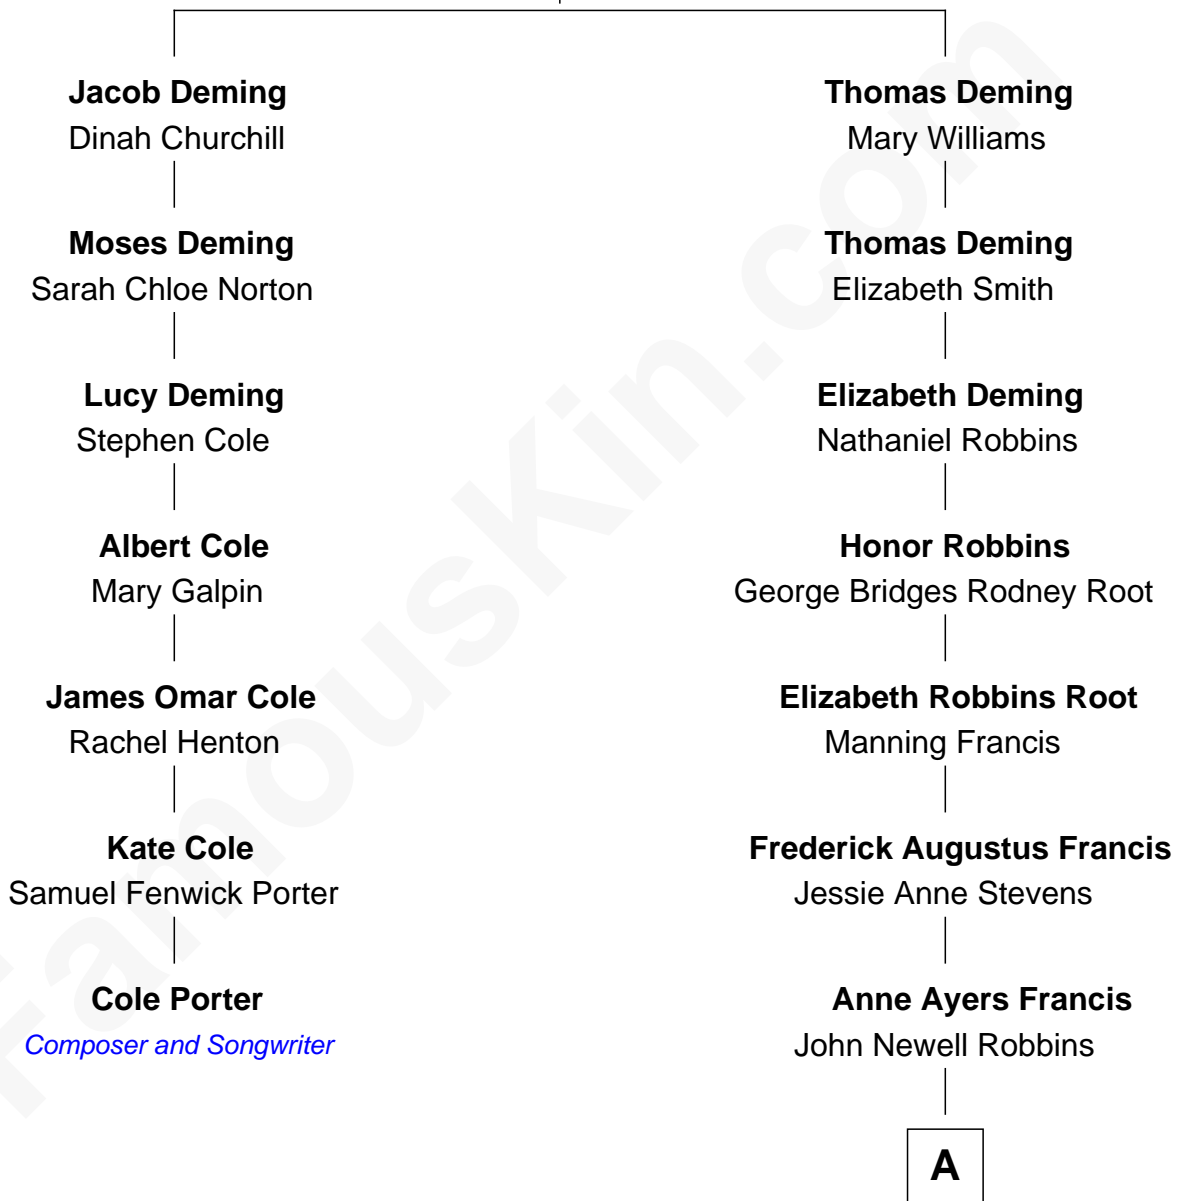 Jacob Deming
Dinah Churchill
Thomas Deming
Mary Williams
Moses Deming
Sarah Chloe Norton
Thomas Deming
Elizabeth Smith
Lucy Deming
Stephen Cole
Elizabeth Deming
Nathaniel Robbins
Albert Cole
Mary Galpin
Honor Robbins
George Bridges Rodney Root
James Omar Cole
Rachel Henton
Elizabeth Robbins Root
Manning Francis
Kate Cole
Samuel Fenwick Porter
Frederick Augustus Francis
Jessie Anne Stevens
Cole Porter
Composer and Songwriter
Anne Ayers Francis
John Newell Robbins
A
FamousKin.com